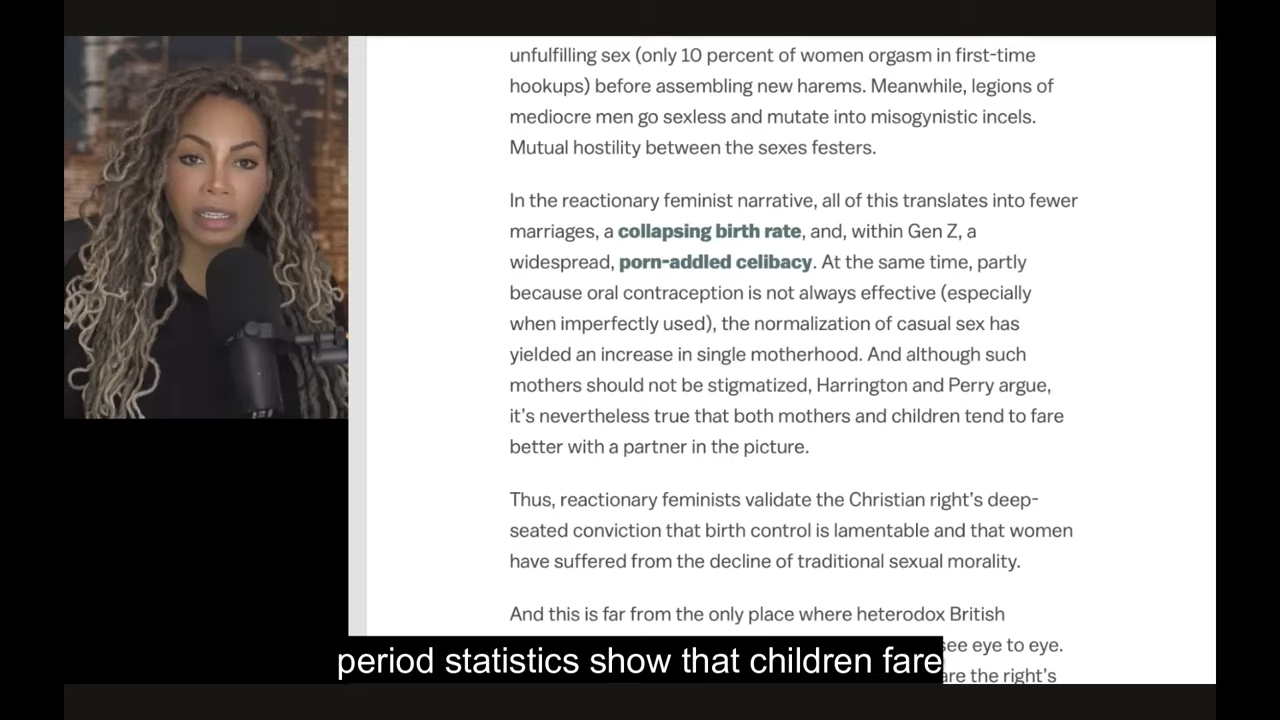 unfulfilling sex (only 10 percent of women orgasm in first-time
hookups) before assembling new harems. Meanwhile, legions of
mediocre men go sexless and mutate into misogynistic incels.
Mutual hostility between the sexes festers.
In the reactionary feminist narrative, all of this translates into fewer
marriages, a collapsing birth rate, and, within Gen Z, a
widespread, porn-addled celibacy. At the same time, partly
because oral contraception is not always effective (especially
when imperfectly used), the normalization of casual sex has
yielded an increase in single motherhood. And although such
mothers should not be stigmatized, Harrington and Perry argue,
it’s nevertheless true that both mothers and children tend to fare
better with a partner in the picture.
Thus, reactionary feminists validate the Christian right’s deep-
seated conviction that birth control is lamentable and that women
have suffered from the decline of traditional sexual morality.
And this is far from the only place where heterodox British
see eye to eye.
are the right’s
period statistics show that children fare